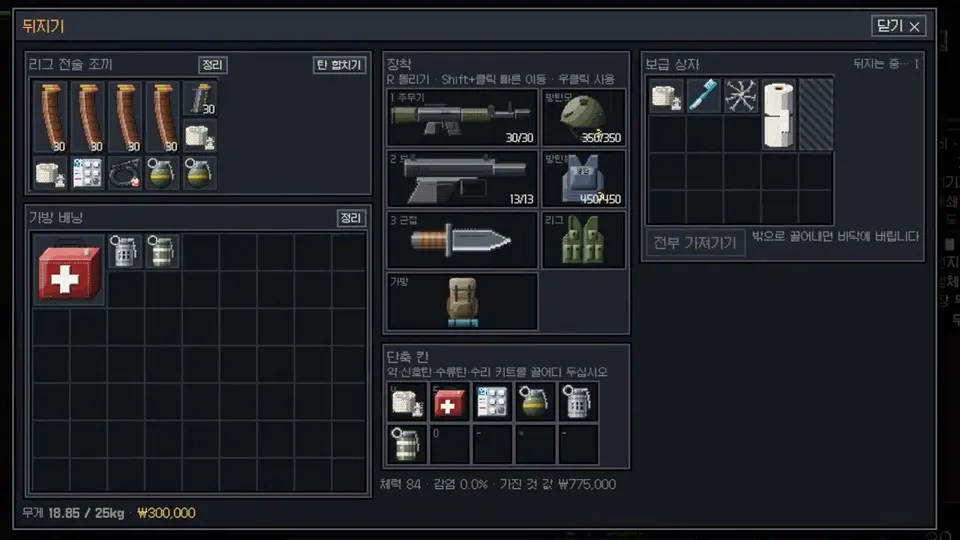 뒤지기
닫기 ×
리그 전술 조끼
정리
탄 합치기
30
30
30
30
30
가방 배낭
정리
무게 18.85 / 25kg · ₩300,000
장착
R 돌리기 · Shift+클릭 빠른 이동 · 우클릭 사용
1 주무기
30/30
방탄모
350/350
2 보
13/13
방탄
450/450
3 근접
리그
가방
단축 칸
약·신호탄·수류탄·수리 키트를 끌어다 두십시오
0
-
-
-
체력 84 · 감염 0.0% · 가진 것 값 ₩775,000
보급 상자
뒤지는 중… 1
전부 가져가기
밖으로 끌어내면 바닥에 버립니다